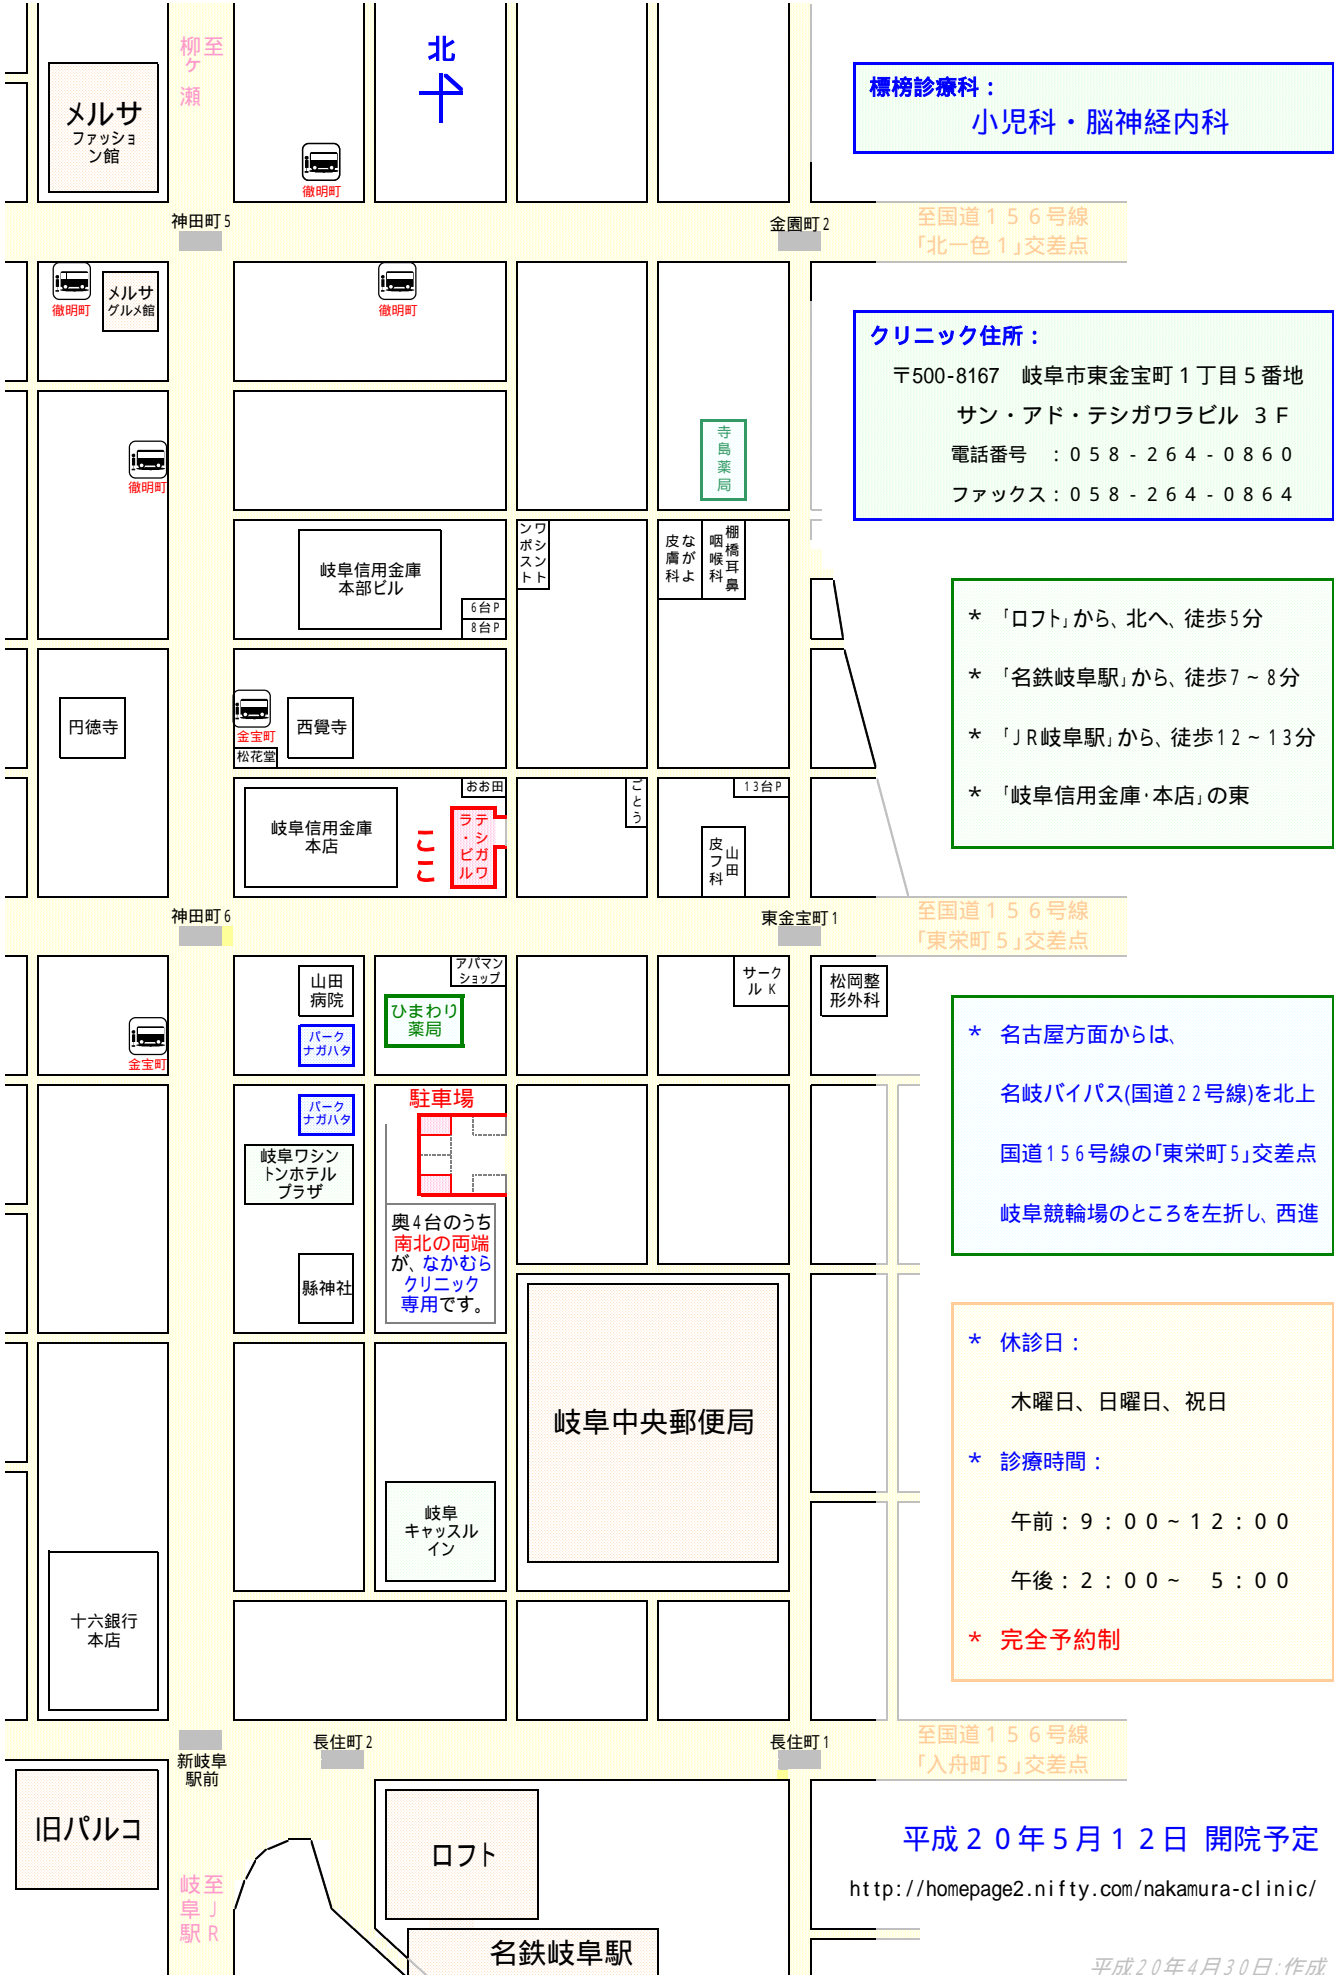 至
柳ヶ瀬
北
標榜診療科：
小児科・脳神経内科
メルサ
ファッショ
ン館
徹明町
神田町5
金園町2
至国道１５６号線
「北一色１」交差点
徹明町
メルサ
グルメ館
徹明町
クリニック住所：
〒500-8167　岐阜市東金宝町１丁目５番地
サン・アド・テシガワラビル ３Ｆ
電話番号　：０５８－２６４－０８６０
ファックス：０５８－２６４－０８６４
徹明町
寺島薬局
岐阜信用金庫
本部ビル
6台P
8台P
ワシント
ンポスト
ながよ
皮膚科
棚橋耳鼻
咽喉科
＊ 「ロフト」から、北へ、徒歩5分
＊ 「名鉄岐阜駅」から、徒歩7～8分
＊ 「JR岐阜駅」から、徒歩12～13分
＊ 「岐阜信用金庫・本店」の東
円徳寺
金宝町
松花堂
西覺寺
岐阜信用金庫
本店
おお田
ここ
テシガワ
ラ・ビル
ごとう
13台P
山田
皮フ科
神田町6
東金宝町1
至国道１５６号線
「東栄町５」交差点
山田
病院
アパマン
ショップ
ひまわり
薬局
サーク
ルK
松岡整
形外科
パーク
ナガハタ
金宝町
＊ 名古屋方面からは、
名岐バイパス(国道22号線)を北上
国道156号線の「東栄町5」交差点
岐阜競輪場のところを左折し、西進
パーク
ナガハタ
駐車場
岐阜ワシン
トンホテル
プラザ
奥4台のうち
南北の両端
が、なかむら
クリニック
専用です。
縣神社
＊ 休診日：
木曜日、日曜日、祝日
＊ 診療時間：
午前：９：００～１２：００
午後：２：００～　５：００
＊ 完全予約制
岐阜中央郵便局
岐阜
キャッスル
イン
十六銀行
本店
新岐阜
駅前
長住町2
長住町1
至国道１５６号線
「入舟町５」交差点
旧パルコ
ロフト
至JR
岐阜駅
名鉄岐阜駅
平成２０年５月１２日 開院予定
http://homepage2.nifty.com/nakamura-clinic/
平成20年4月30日:作成